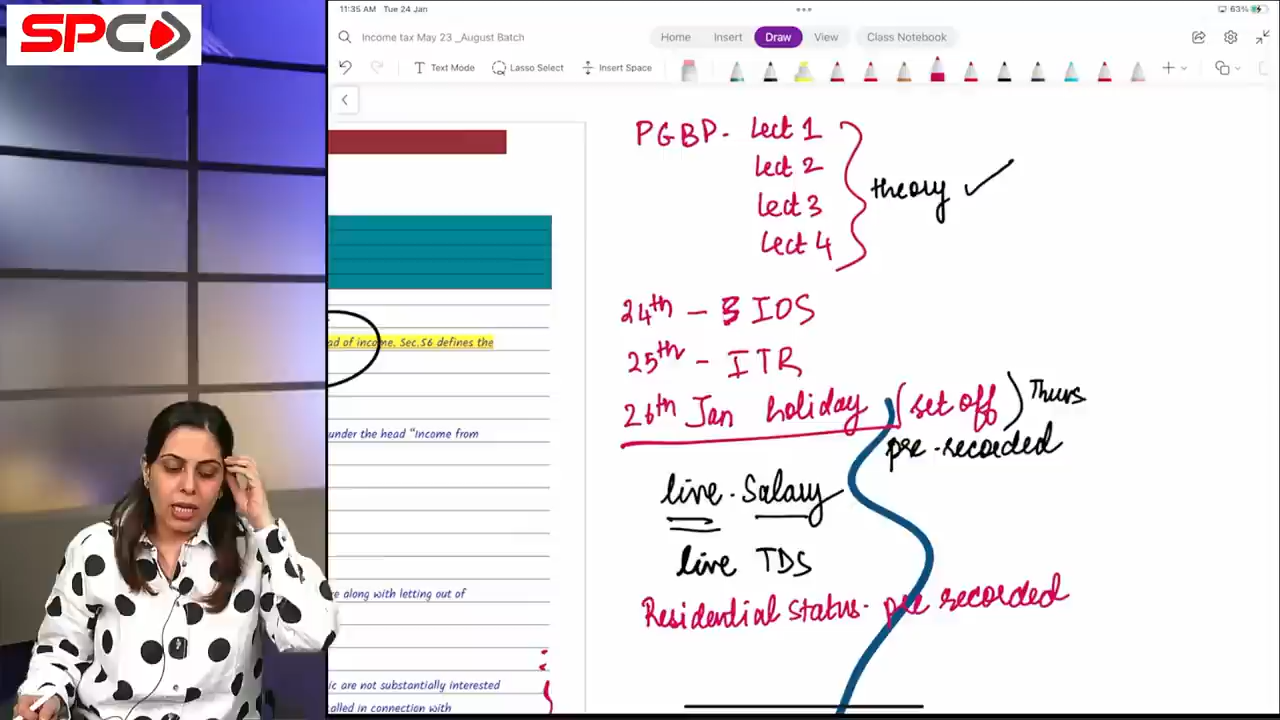 SPC
11:35 AM Tue 24 Jan
63%
Income tax May 23 _August Batch
Home Insert Draw View Class Notebook
Text Mode Lasso Select Insert Space
ad of income. Sec.56 defines the
under the head “Income from
e along with letting out of
ic are not substantially interested
alled in connection with
PGBP - Lect 1
Lect 2
Lect 3
Lect 4
theory
24th - IOS
25th - ITR
26th Jan holiday (set off) Thurs
pre-recorded
live - Salary
live TDS
Residential status - pre recorded